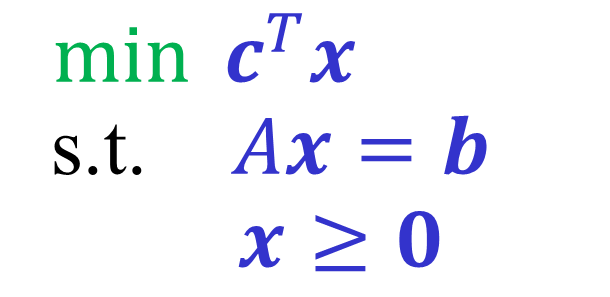 min cᵀx
s.t. Ax = b
x ≥ 0